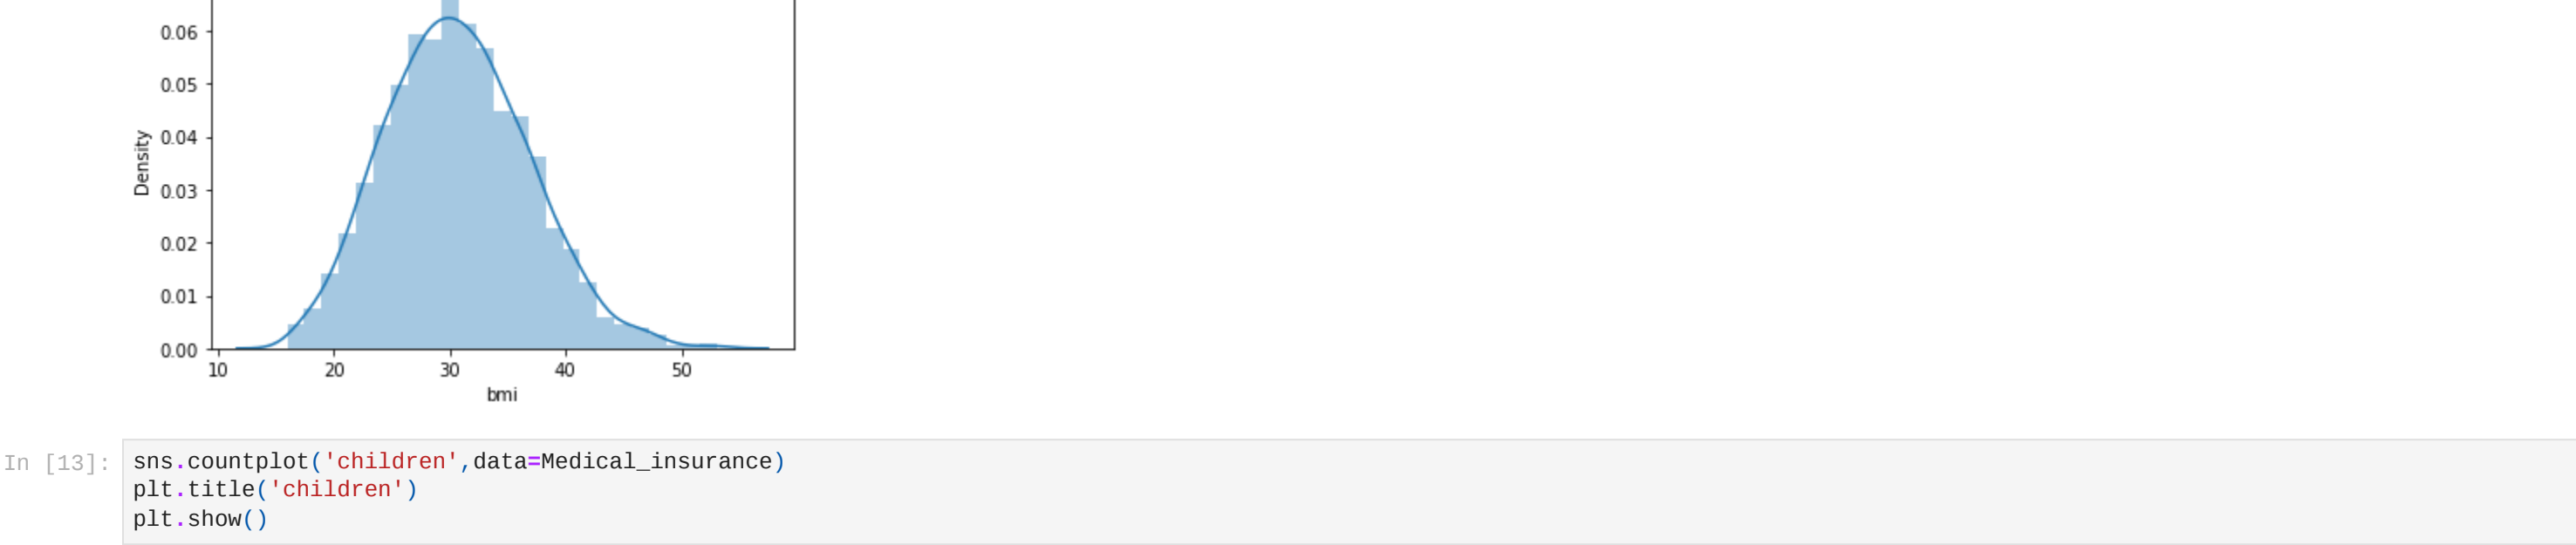 0.06
0.05
0.04
0.03
0.02
0.01
0.00
Density
10 20 30 40 50
bmi
In [13]:
sns.countplot('children',data=Medical_insurance)
plt.title('children')
plt.show()